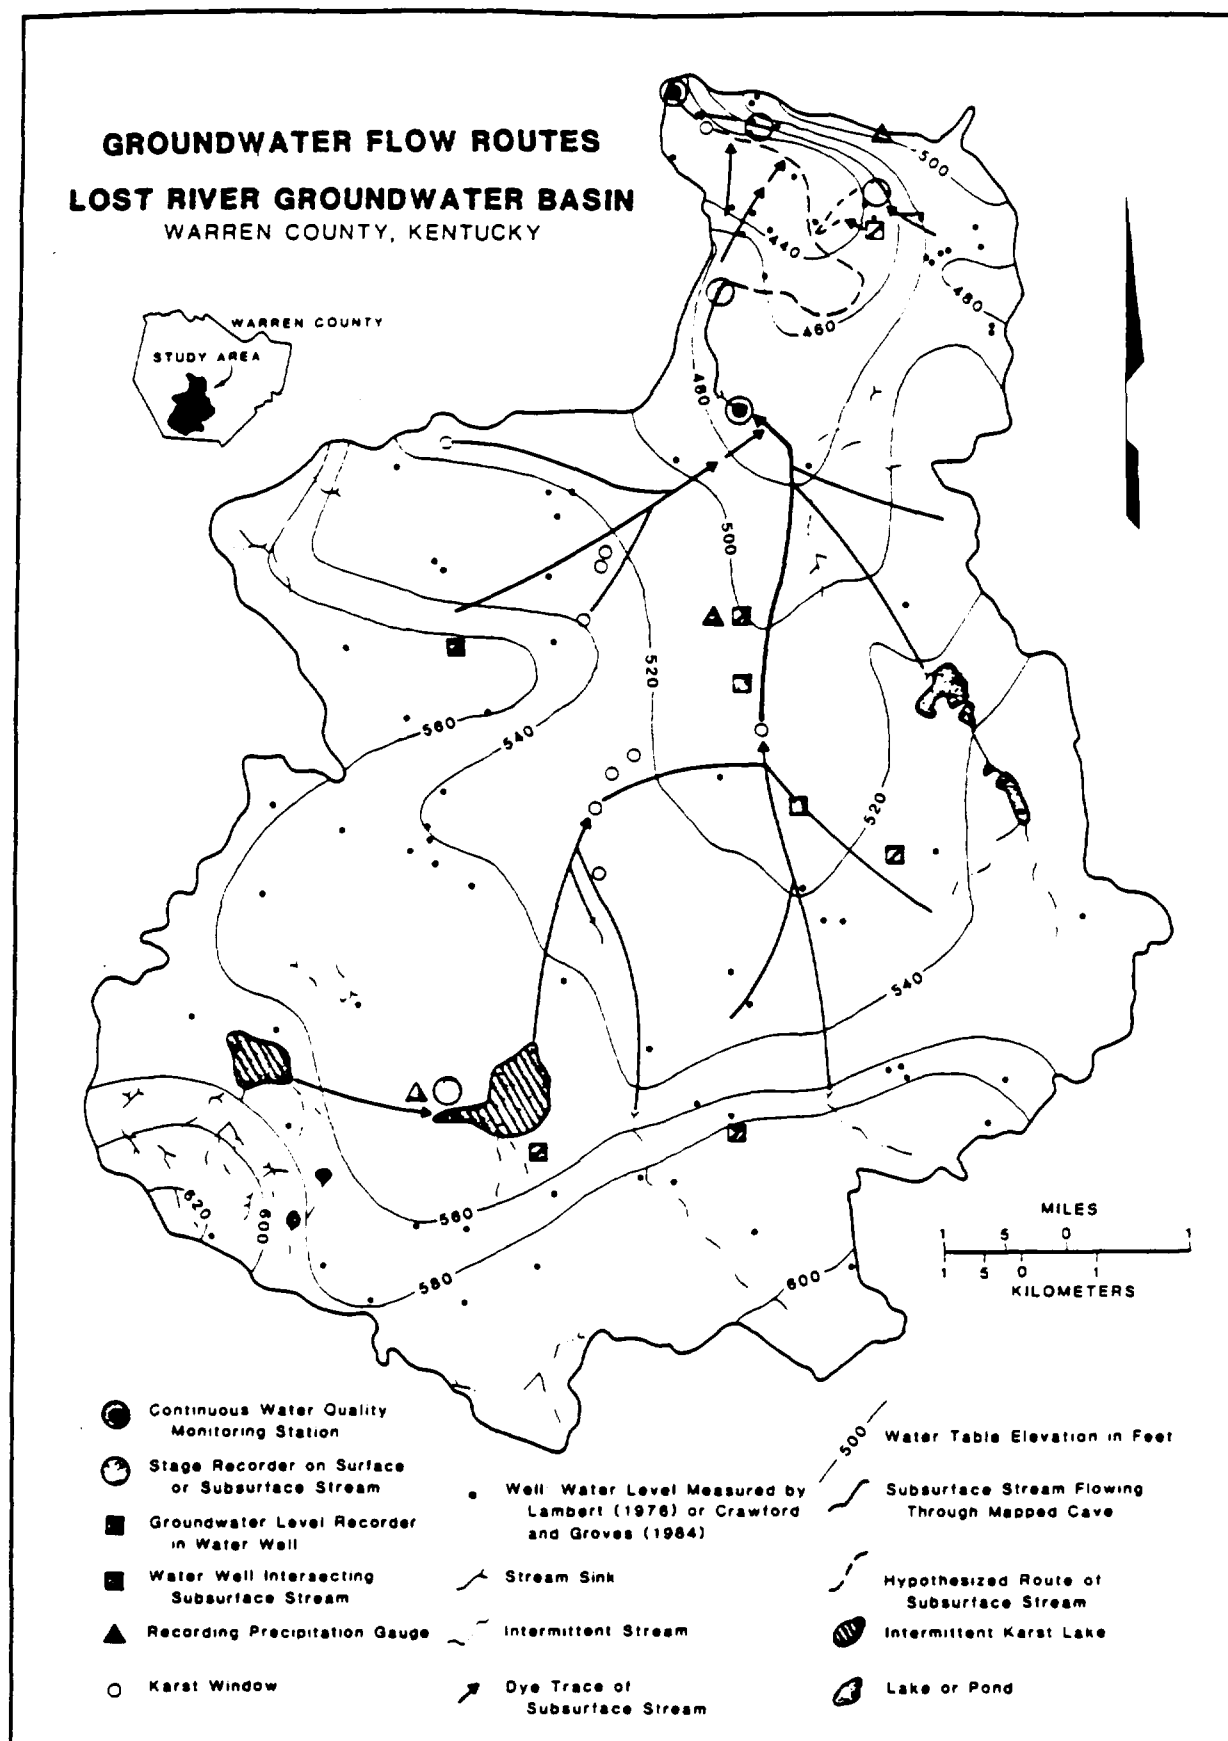 GROUNDWATER FLOW ROUTES
LOST RIVER GROUNDWATER BASIN
WARREN COUNTY, KENTUCKY
WARREN COUNTY
STUDY AREA
500
440
480
460
480
500
520
560
540
520
540
560
580
600
620
600
MILES
1 5 0 1
1 5 0 1
KILOMETERS
Continuous Water Quality
Monitoring Station
Stage Recorder on Surface
or Subsurface Stream
Groundwater Level Recorder
in Water Well
Water Well Intersecting
Subsurface Stream
Recording Precipitation Gauge
Karst Window
Well Water Level Measured by
Lambert (1976) or Crawford
and Groves (1984)
Stream Sink
Intermittent Stream
Dye Trace of
Subsurface Stream
500
Water Table Elevation in Feet
Subsurface Stream Flowing
Through Mapped Cave
Hypothesized Route of
Subsurface Stream
Intermittent Karst Lake
Lake or Pond